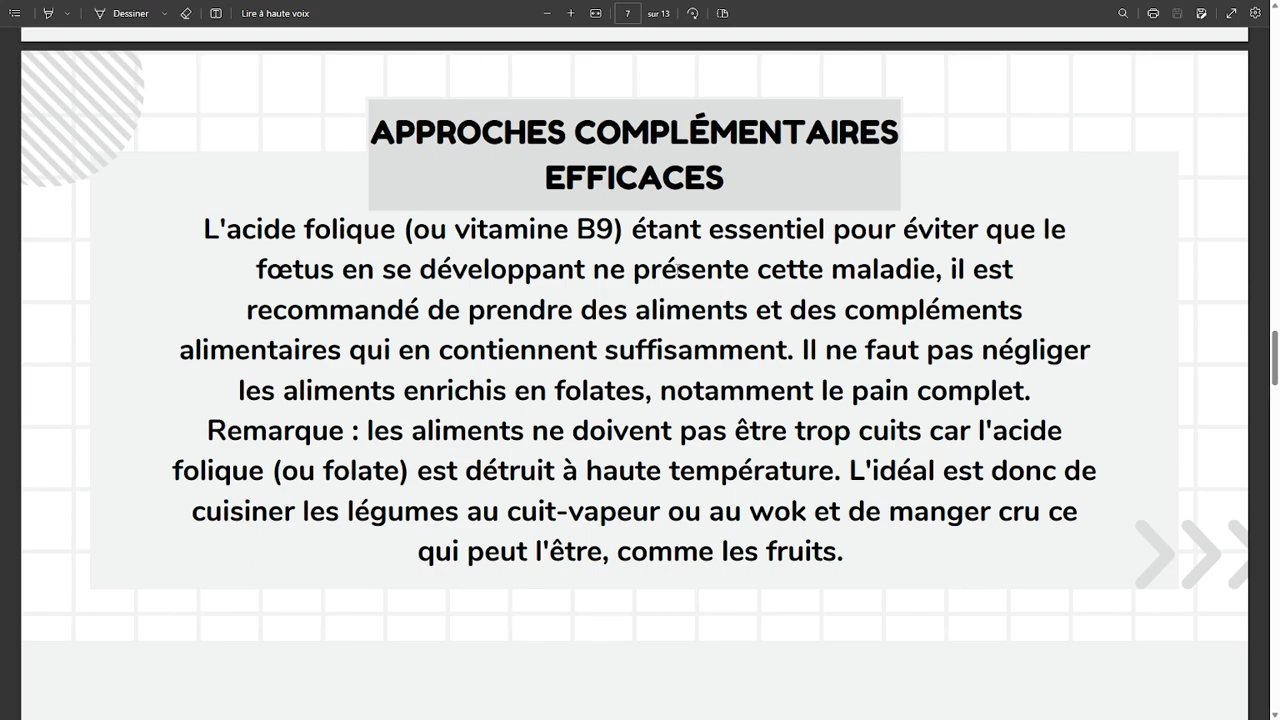 Dessiner
Lire à haute voix
7
sur 13
APPROCHES COMPLÉMENTAIRES
EFFICACES
L'acide folique (ou vitamine B9) étant essentiel pour éviter que le
fœtus en se développant ne présente cette maladie, il est
recommandé de prendre des aliments et des compléments
alimentaires qui en contiennent suffisamment. Il ne faut pas négliger
les aliments enrichis en folates, notamment le pain complet.
Remarque : les aliments ne doivent pas être trop cuits car l'acide
folique (ou folate) est détruit à haute température. L'idéal est donc de
cuisiner les légumes au cuit-vapeur ou au wok et de manger cru ce
qui peut l'être, comme les fruits.